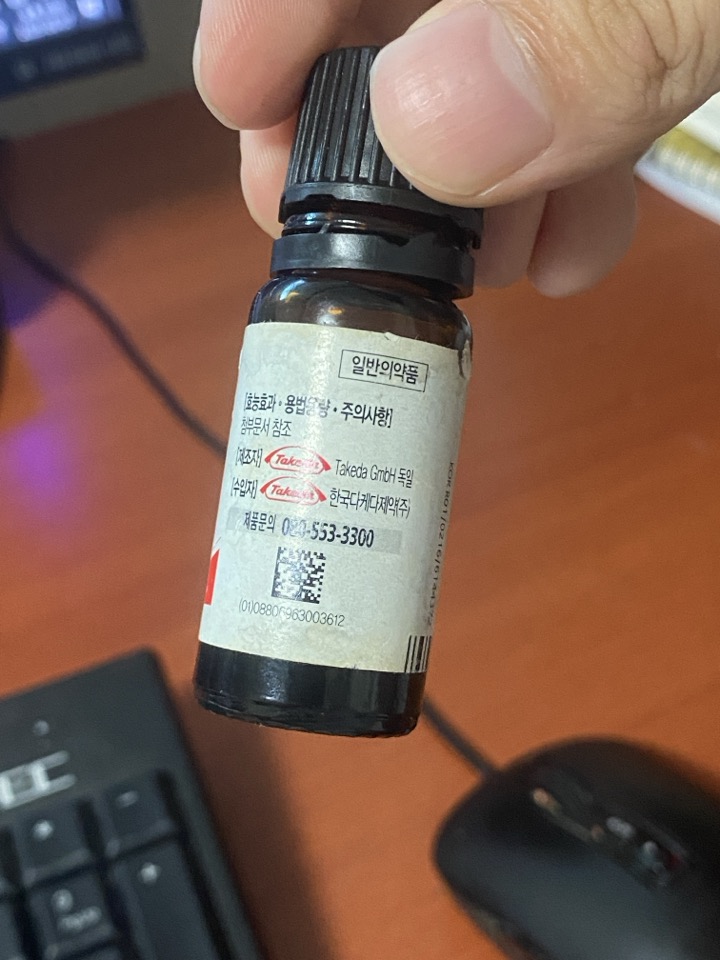 일반의약품
[효능효과・용법용량・주의사항]
첨부문서 참조
[제조자] Takeda Takeda GmbH 독일
[수입자] Takeda 한국다케다제약(주)
제품문의 080-553-3300
(01)08806963003612